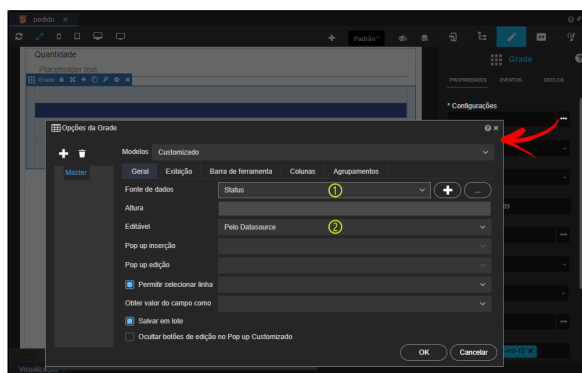 pedido ×
Padrão
Quantidade
Placeholder text
Grade
Grade
PROPRIEDADES EVENTOS ESTILOS
* Configurações
Opções da Grade
Modelos Customizado
Master
Geral Exibição Barra de ferramenta Colunas Agrupamentos
Fonte de dados Status 1 + ...
Altura
Editável Pelo Datasource 2
Pop up inserção
Pop up edição
Permitir selecionar linha
Obter valor do campo como
Salvar em lote
Ocultar botões de edição no Pop up Customizado
OK Cancelar